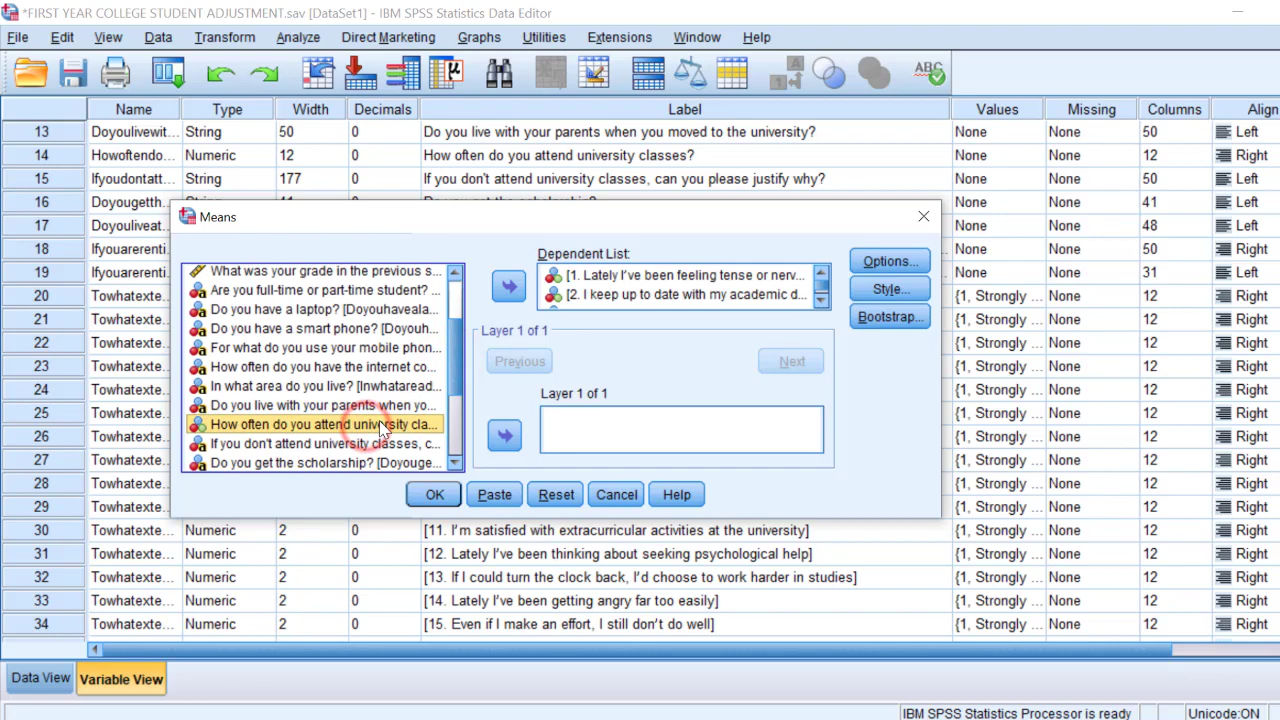 *FIRST YEAR COLLEGE STUDENT ADJUSTMENT.sav [DataSet1] - IBM SPSS Statistics Data Editor
File Edit View Data Transform Analyze Direct Marketing Graphs Utilities Extensions Window Help
Name Type Width Decimals Label Values Missing Columns Align
13 Doyoulivewit... String 50 0 Do you live with your parents when you moved to the university? None None 50 Left
14 Howoftendo... Numeric 12 0 How often do you attend university classes? None None 12 Right
15 Ifyoudontatt... String 177 0 If you don't attend university classes, can you please justify why? None None 50 Left
16 Doyougetth... None None 41 Left
17 Doyouliveat... None None 48 Left
18 Ifyouarenti... None None 50 Right
19 Ifyouareten... None None 31 Left
20 Towhatexte... {1, Strongly ... None 12 Right
21 Towhatexte... {1, Strongly ... None 12 Right
22 Towhatexte... {1, Strongly ... None 12 Right
23 Towhatexte... {1, Strongly ... None 12 Right
24 Towhatexte... {1, Strongly ... None 12 Right
25 Towhatexte... {1, Strongly ... None 12 Right
26 Towhatexte... {1, Strongly ... None 12 Right
27 Towhatexte... {1, Strongly ... None 12 Right
28 Towhatexte... {1, Strongly ... None 12 Right
29 Towhatexte... {1, Strongly ... None 12 Right
30 Towhatexte... Numeric 2 0 [11. I’m satisfied with extracurricular activities at the university] {1, Strongly ... None 12 Right
31 Towhatexte... Numeric 2 0 [12. Lately I’ve been thinking about seeking psychological help] {1, Strongly ... None 12 Right
32 Towhatexte... Numeric 2 0 [13. If I could turn the clock back, I’d choose to work harder in studies] {1, Strongly ... None 12 Right
33 Towhatexte... Numeric 2 0 [14. Lately I’ve been getting angry far too easily] {1, Strongly ... None 12 Right
34 Towhatexte... Numeric 2 0 [15. Even if I make an effort, I still don’t do well] {1, Strongly ... None 12 Right
Means
What was your grade in the previous s...
Are you full-time or part-time student? ...
Do you have a laptop? [Doyouhaveala...
Do you have a smart phone? [Doyouh...
For what do you use your mobile phon...
How often do you have the internet co...
In what area do you live? [Inwhataread...
Do you live with your parents when yo...
How often do you attend university cla...
If you don't attend university classes, c...
Do you get the scholarship? [Doyouge...
Dependent List:
[1. Lately I’ve been feeling tense or nerv...
[2. I keep up to date with my academic d...
Layer 1 of 1
Previous Next
Layer 1 of 1
Options...
Style...
Bootstrap...
OK Paste Reset Cancel Help
Data View Variable View
IBM SPSS Statistics Processor is ready Unicode:ON